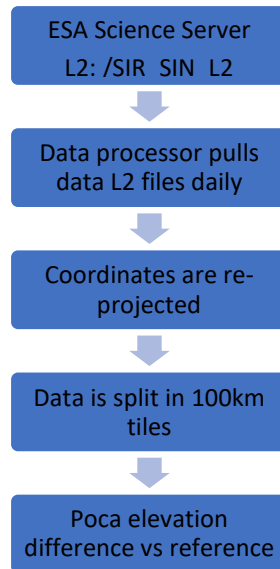 ESA Science Server
L2: /SIR SIN L2
Data processor pulls
data L2 files daily
Coordinates are re-
projected
Data is split in 100km
tiles
Poca elevation
difference vs reference